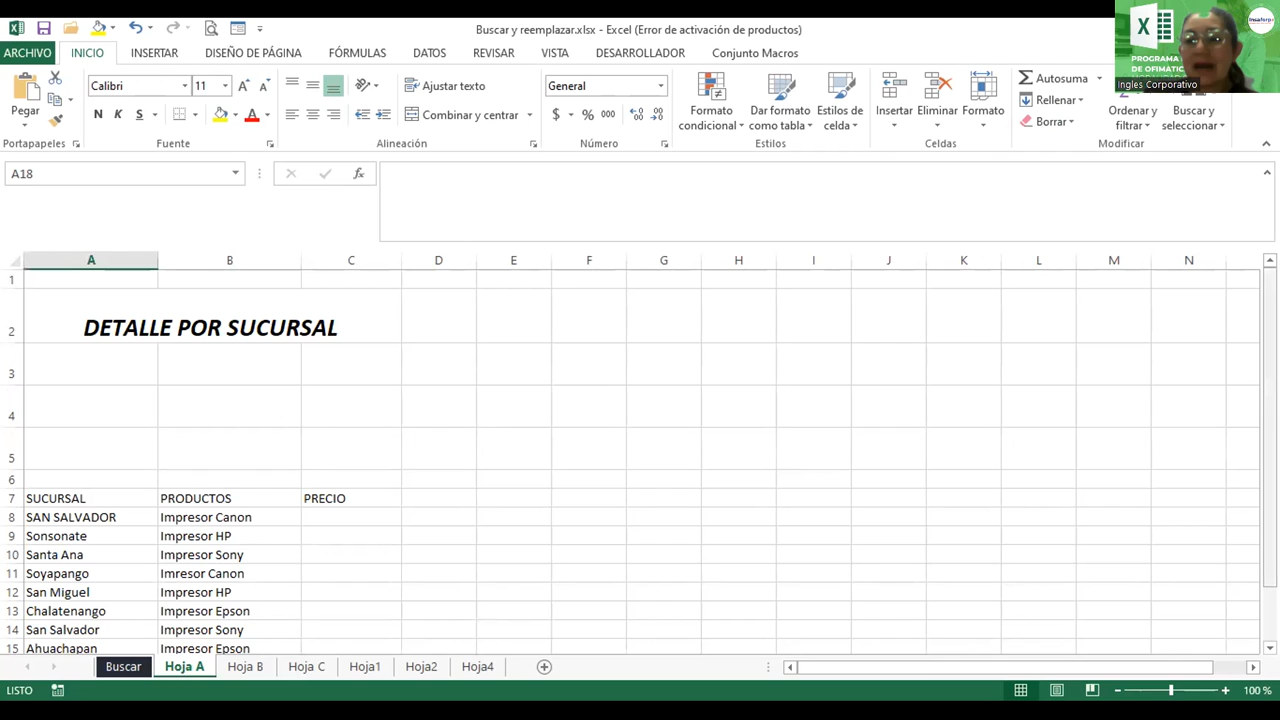 Buscar y reemplazar.xlsx - Excel (Error de activación de productos)
ARCHIVO INICIO INSERTAR DISEÑO DE PÁGINA FÓRMULAS DATOS REVISAR VISTA DESARROLLADOR Conjunto Macros
PROGRAMA
DE OFIMÁTIC
Ingles Corporativo
Pegar
Calibri 11
N K S
Ajustar texto
Combinar y centrar
General
$ % 000
Formato condicional
Dar formato como tabla
Estilos de celda
Insertar
Eliminar
Formato
Autosuma
Rellenar
Borrar
Ordenar y filtrar
Buscar y seleccionar
Portapapeles Fuente Alineación Número Estilos Celdas Modificar
A18
fx
A B C D E F G H I J K L M N
1
2 DETALLE POR SUCURSAL
3
4
5
6
7 SUCURSAL PRODUCTOS PRECIO
8 SAN SALVADOR Impresor Canon
9 Sonsonate Impresor HP
10 Santa Ana Impresor Sony
11 Soyapango Imresor Canon
12 San Miguel Impresor HP
13 Chalatenango Impresor Epson
14 San Salvador Impresor Sony
15 Ahuachapan Impresor Epson
Buscar Hoja A Hoja B Hoja C Hoja1 Hoja2 Hoja4
LISTO 100 %